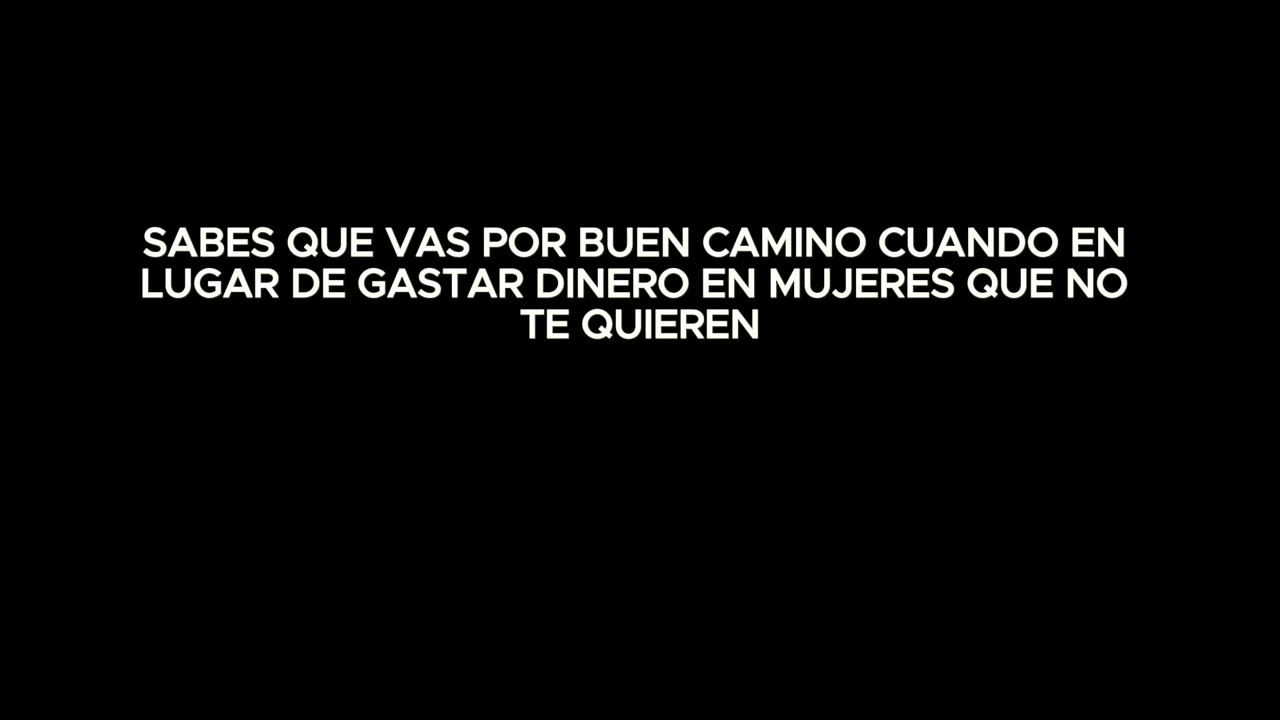 SABES QUE VAS POR BUEN CAMINO CUANDO EN
LUGAR DE GASTAR DINERO EN MUJERES QUE NO
TE QUIEREN